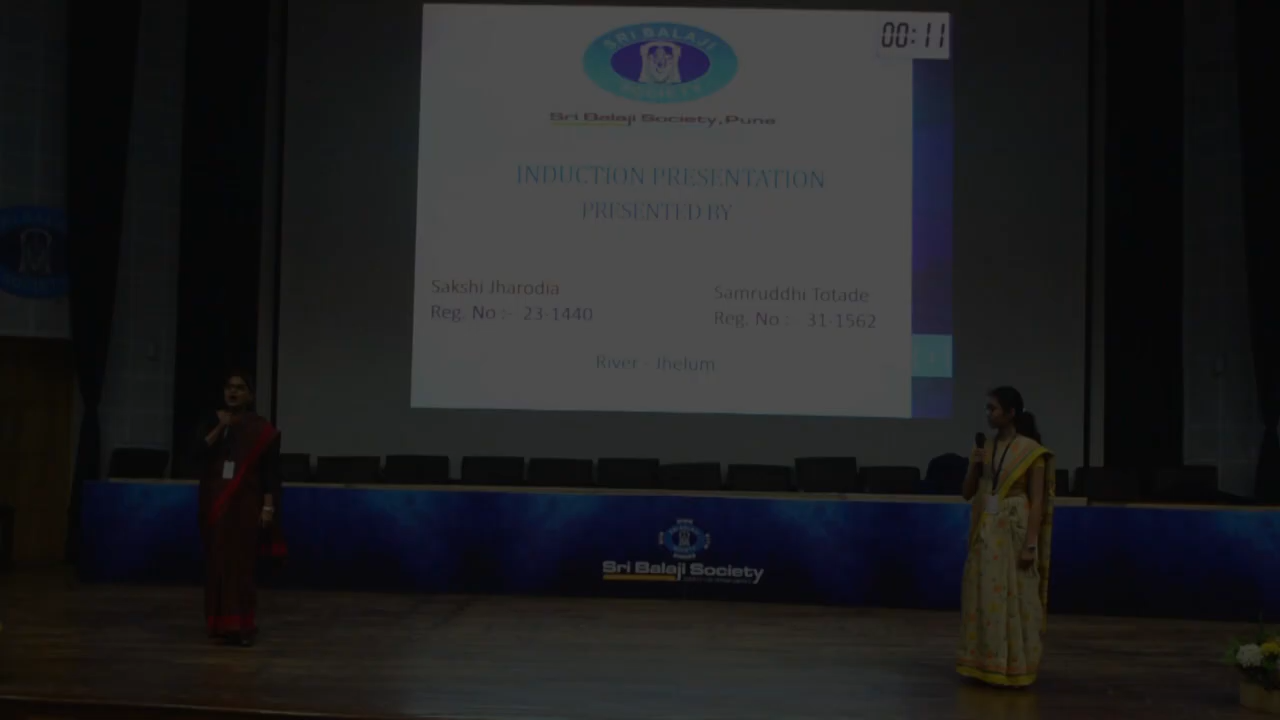 00:11
SRI BALAJI
SOCIETY
Sri Balaji Society, Pune
INDUCTION PRESENTATION
PRESENTED BY
Sakshi Jharodia
Reg. No :- 23-1440
Samruddhi Totade
Reg. No :- 31-1562
River - Jhelum
Sri Balaji Society